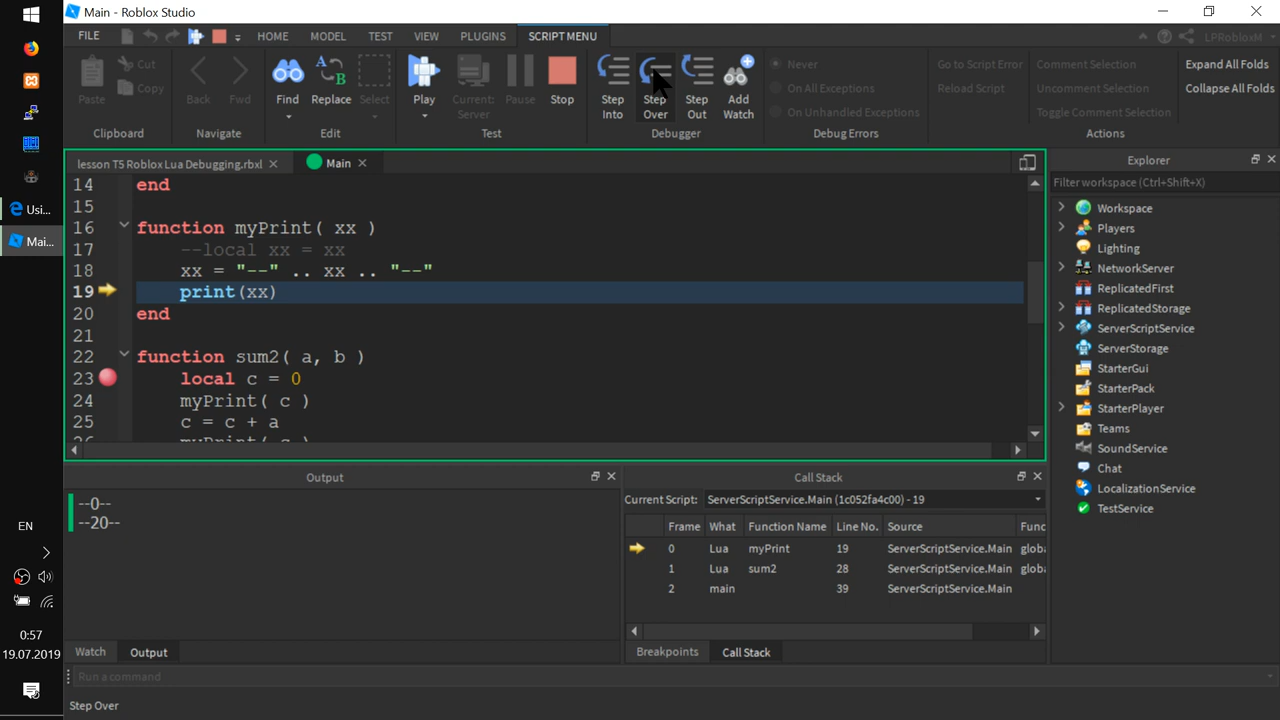 Main - Roblox Studio
FILE
HOME
MODEL
TEST
VIEW
PLUGINS
SCRIPT MENU
LPRobloxM
Paste
Cut
Copy
Clipboard
Back
Fwd
Navigate
Find
Replace
Select
Edit
Play
Current:
Server
Pause
Stop
Test
Step
Into
Step
Over
Step
Out
Add
Watch
Debugger
Never
On All Exceptions
On Unhandled Exceptions
Debug Errors
Go to Script Error
Reload Script
Comment Selection
Uncomment Selection
Toggle Comment Selection
Expand All Folds
Collapse All Folds
Actions
lesson T5 Roblox Lua Debugging.rbxl
Main
14 end
15
16 function myPrint( xx )
17 --local xx = xx
18 xx = "--" .. xx .. "--"
19 print(xx)
20 end
21
22 function sum2( a, b )
23 local c = 0
24 myPrint( c )
25 c = c + a
26 myPrint( c )
Explorer
Filter workspace (Ctrl+Shift+X)
Workspace
Players
Lighting
NetworkServer
ReplicatedFirst
ReplicatedStorage
ServerScriptService
ServerStorage
StarterGui
StarterPack
StarterPlayer
Teams
SoundService
Chat
LocalizationService
TestService
Output
--0--
--20--
Watch
Output
Call Stack
Current Script: ServerScriptService.Main (1c052fa4c00) - 19
Frame What Function Name Line No. Source Func
0 Lua myPrint 19 ServerScriptService.Main globa
1 Lua sum2 28 ServerScriptService.Main globa
2 main 39 ServerScriptService.Main
Breakpoints
Call Stack
Run a command
Step Over
Usi...
Mai...
EN
0:57
19.07.2019